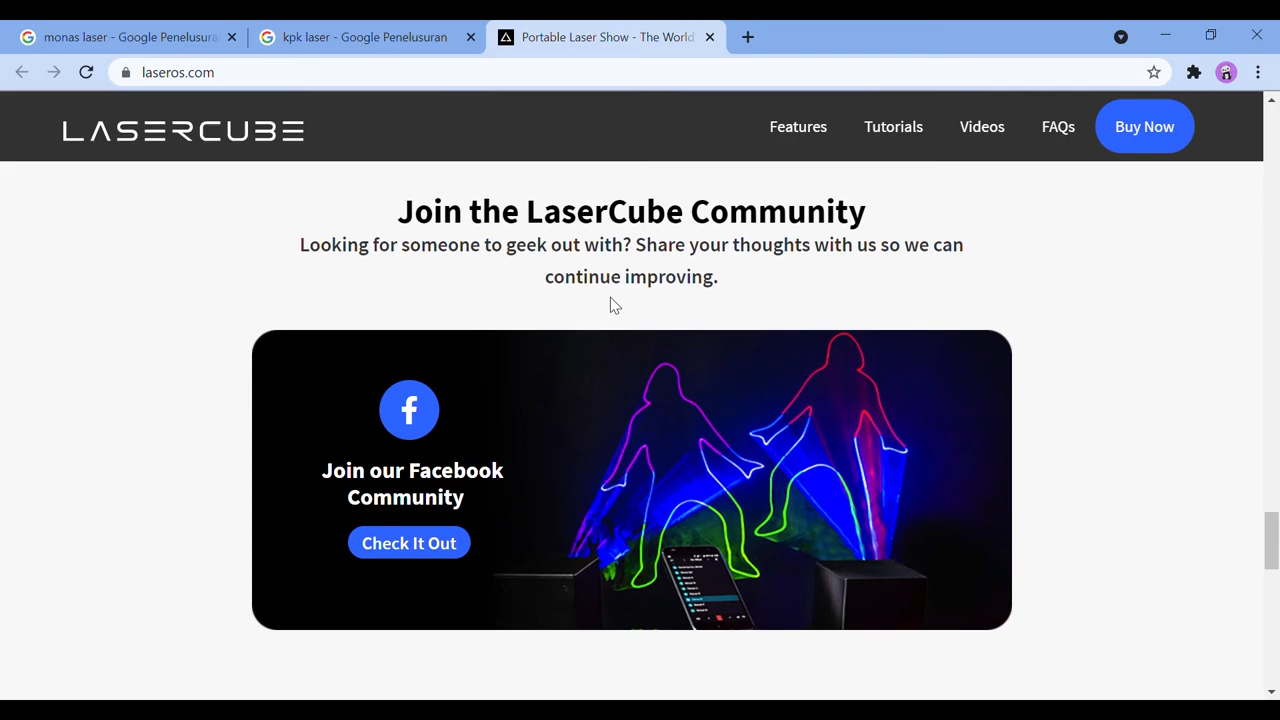 monas laser - Google Penelusura
kpk laser - Google Penelusuran
Portable Laser Show - The World
laseros.com
LASERCUBE
Features
Tutorials
Videos
FAQs
Buy Now
Join the LaserCube Community
Looking for someone to geek out with? Share your thoughts with us so we can
continue improving.
Join our Facebook
Community
Check It Out